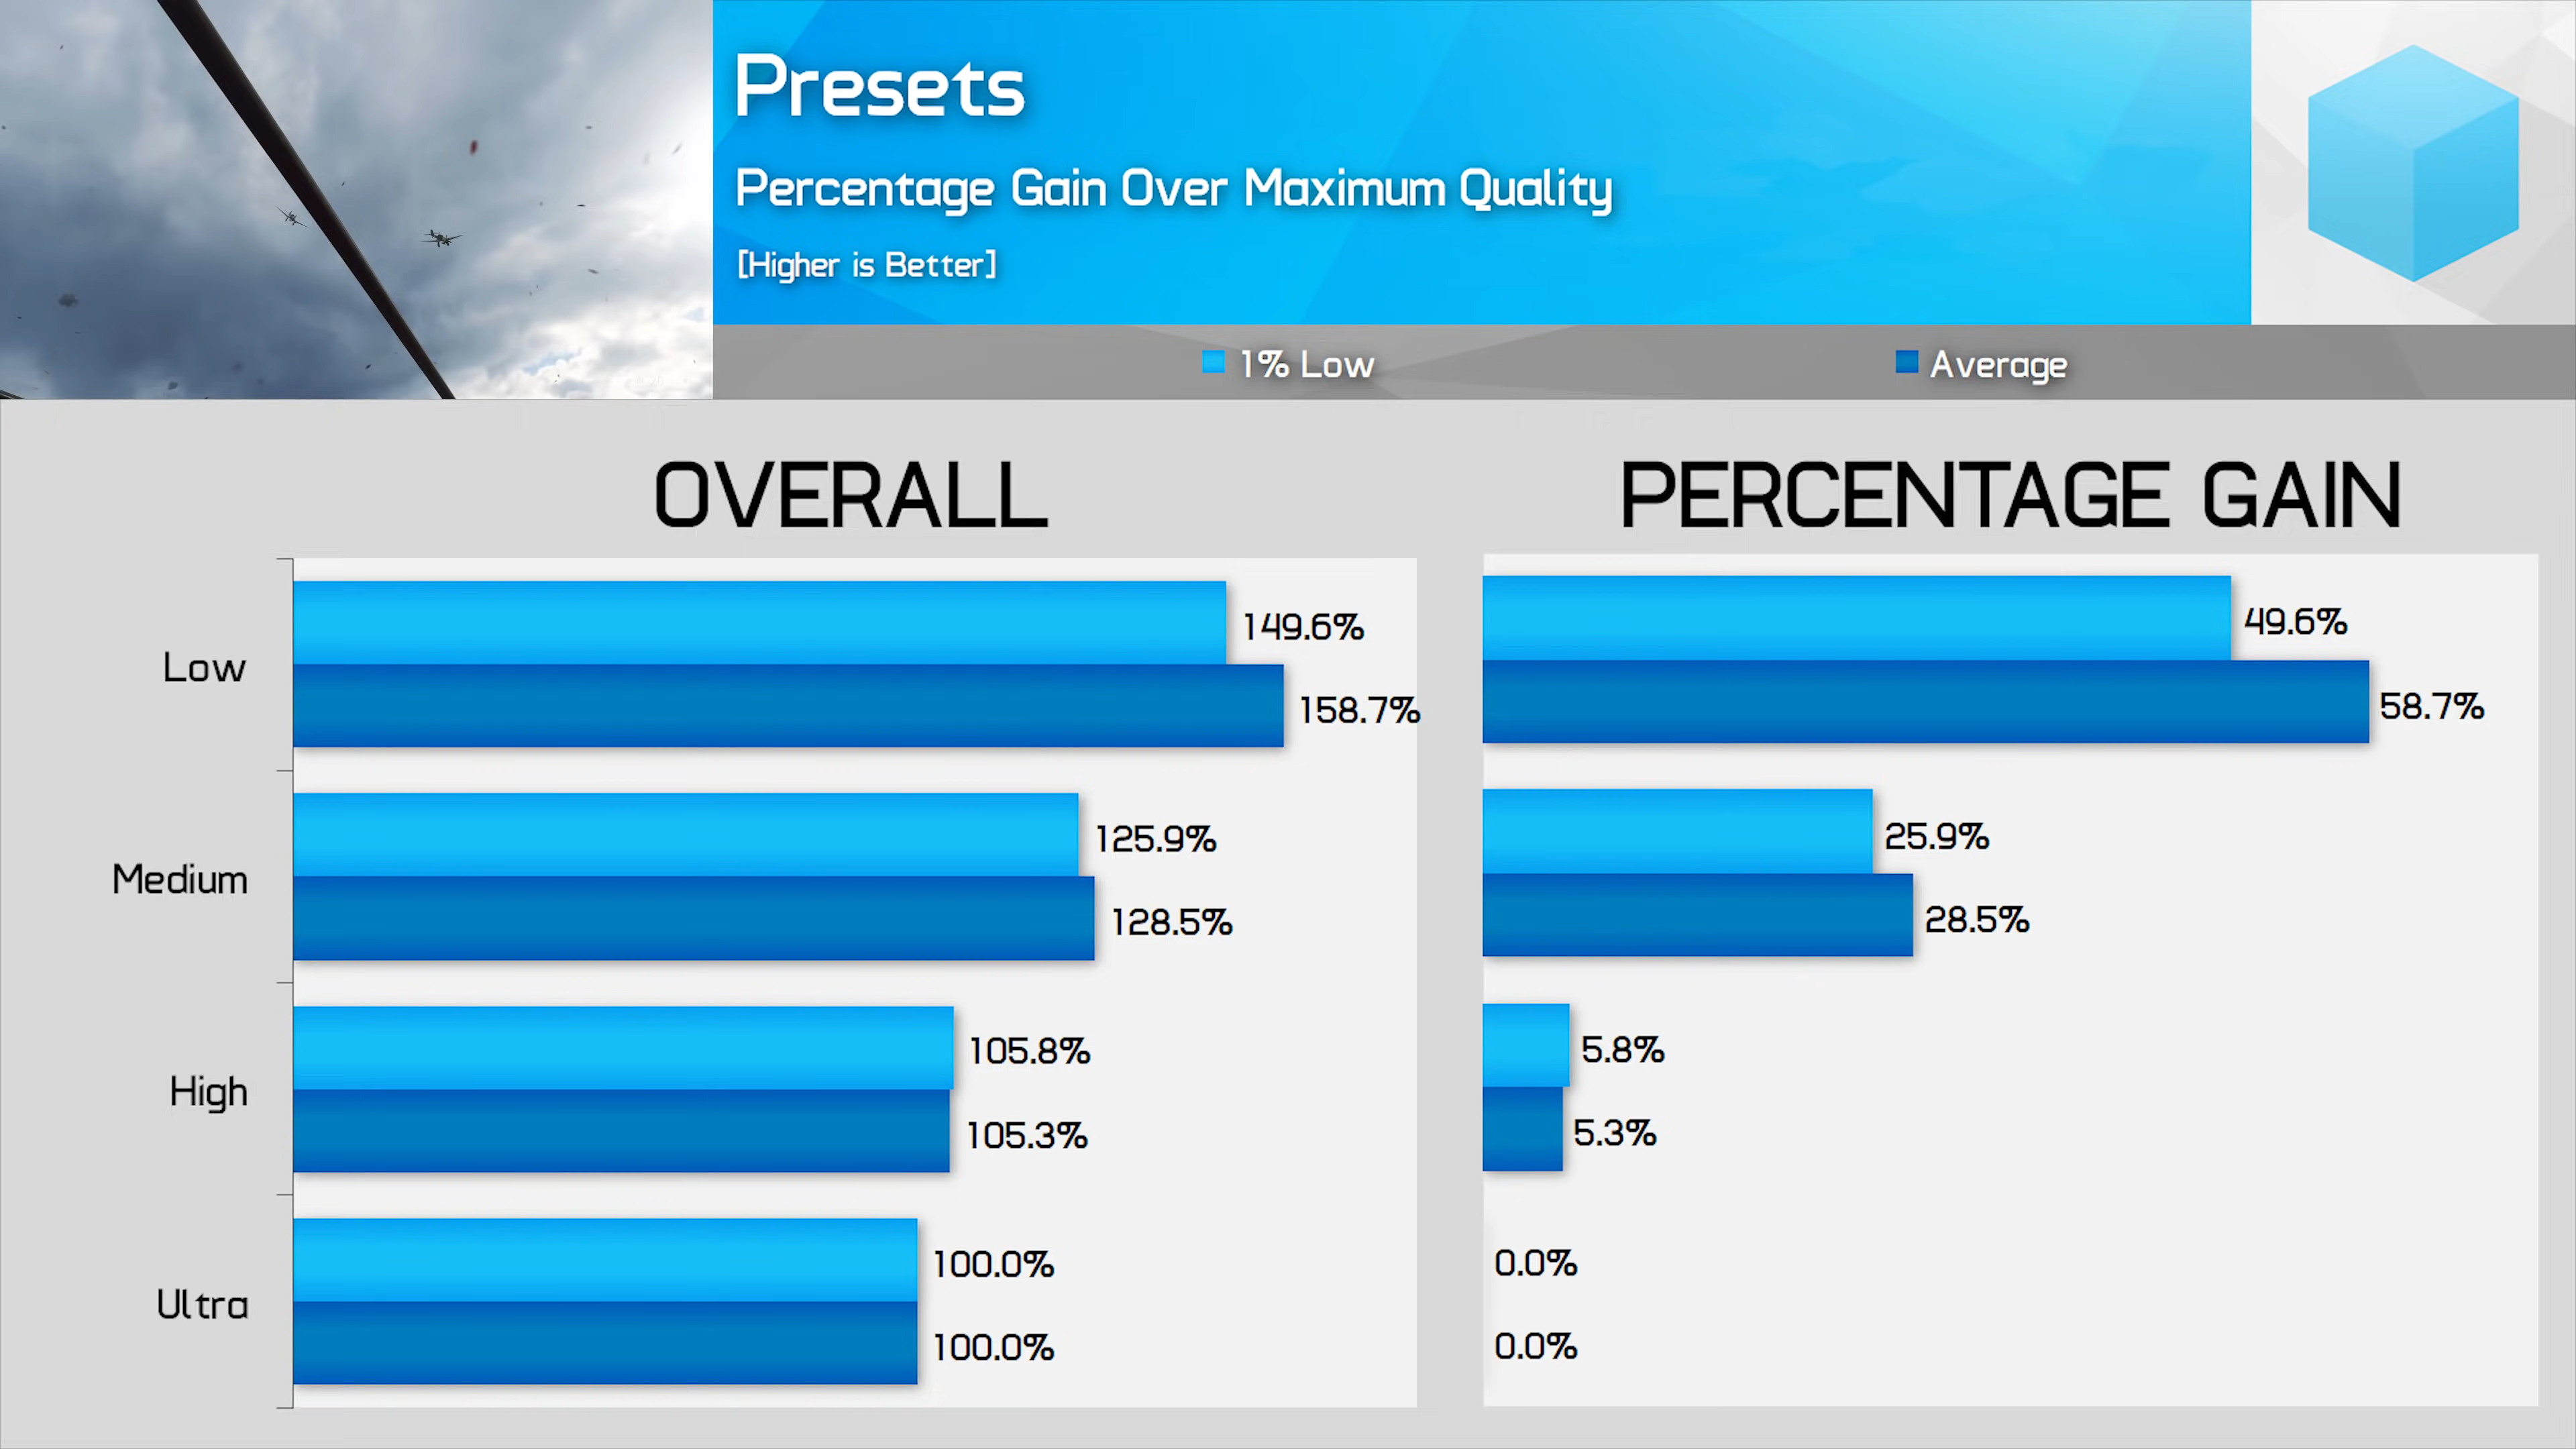 Presets
Percentage Gain Over Maximum Quality
[Higher is Better]
1% Low
Average
OVERALL
PERCENTAGE GAIN
Low
149.6%
158.7%
49.6%
58.7%
Medium
125.9%
128.5%
25.9%
28.5%
High
105.8%
105.3%
5.8%
5.3%
Ultra
100.0%
100.0%
0.0%
0.0%